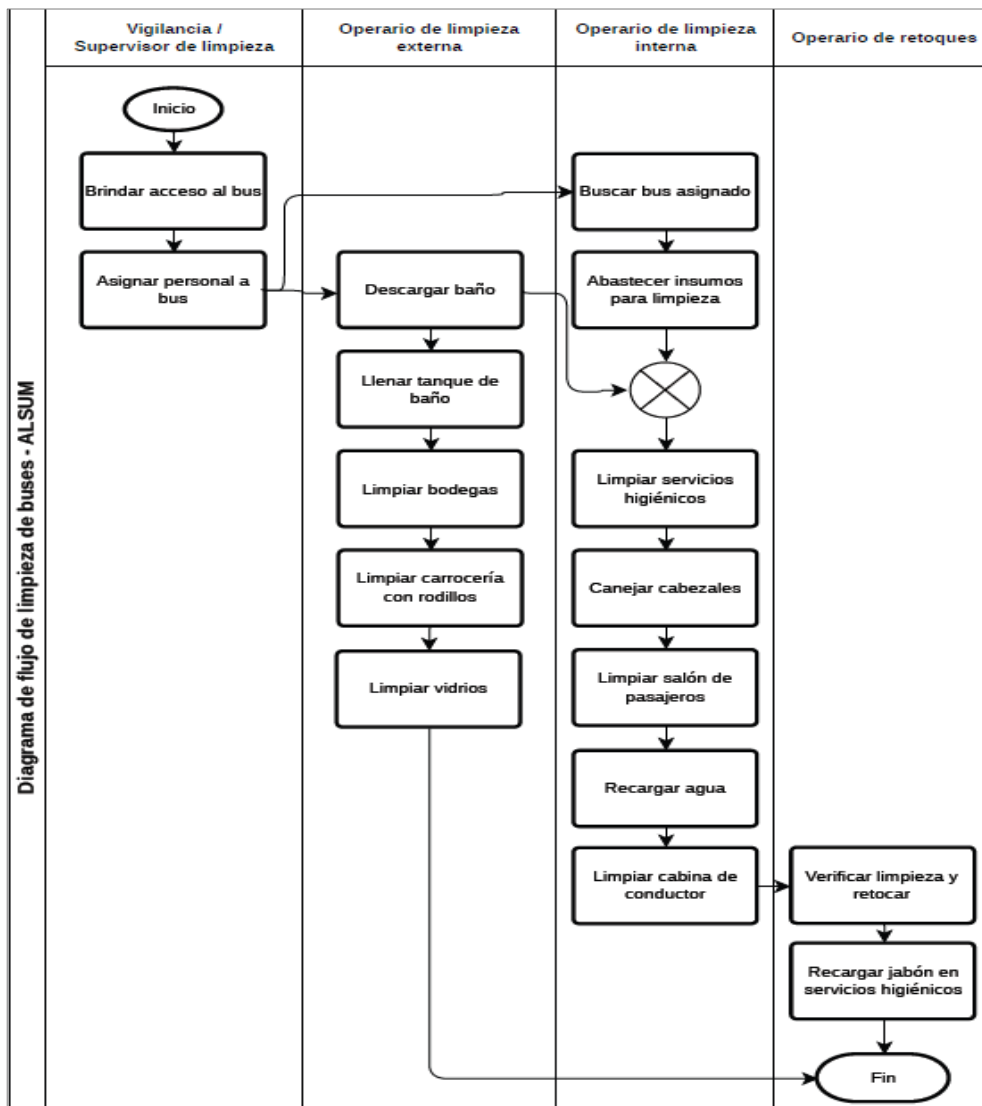 Diagrama de flujo de limpieza de buses - ALSUM
Vigilancia /
Supervisor de limpieza
Operario de limpieza
externa
Operario de limpieza
interna
Operario de retoques
Inicio
Brindar acceso al bus
Asignar personal a
bus
Descargar baño
Llenar tanque de
baño
Limpiar bodegas
Limpiar carrocería
con rodillos
Limpiar vidrios
Buscar bus asignado
Abastecer insumos
para limpieza
Limpiar servicios
higiénicos
Canejar cabezales
Limpiar salón de
pasajeros
Recargar agua
Limpiar cabina de
conductor
Verificar limpieza y
retocar
Recargar jabón en
servicios higiénicos
Fin